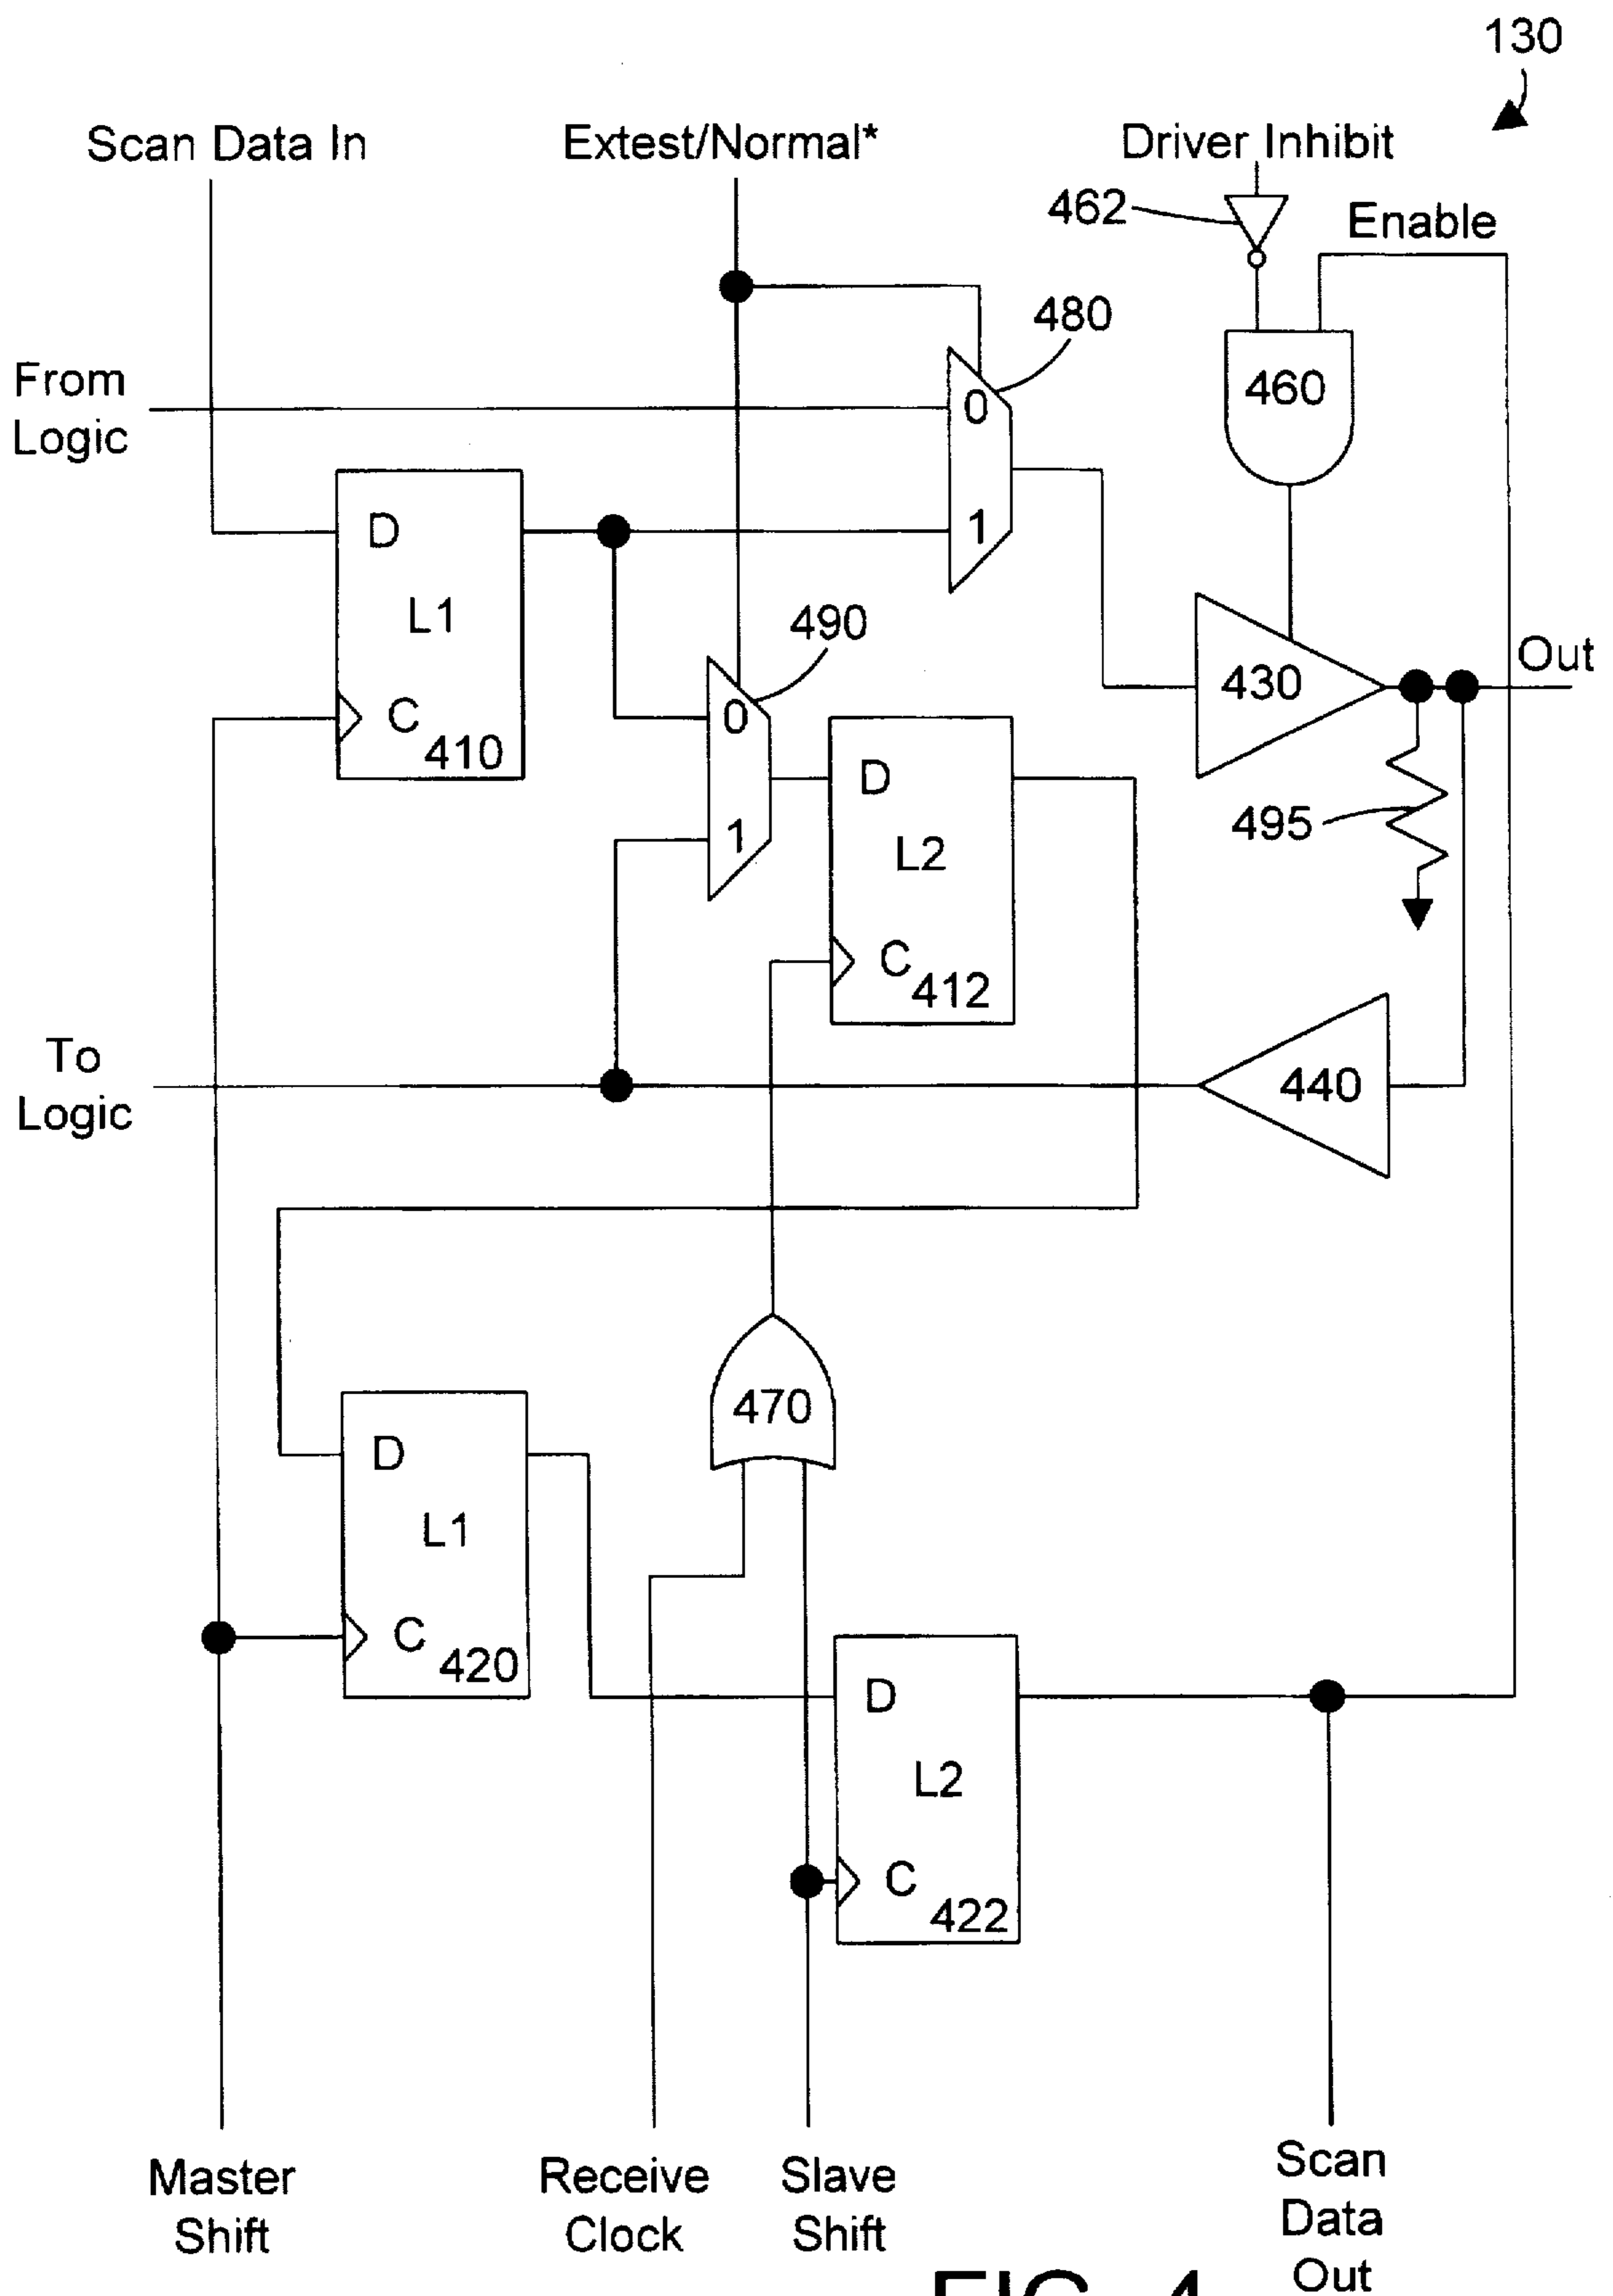 130
Scan Data In
Extest/Normal*
Driver Inhibit
462
Enable
480
From
Logic
0
460
D
1
L1
490
Out
C
410
0
430
D
495
1
L2
C
412
To
Logic
440
470
D
L1
C
420
D
L2
C
422
Master
Shift
Receive
Clock
Slave
Shift
Scan
Data
Out
FIG. 4